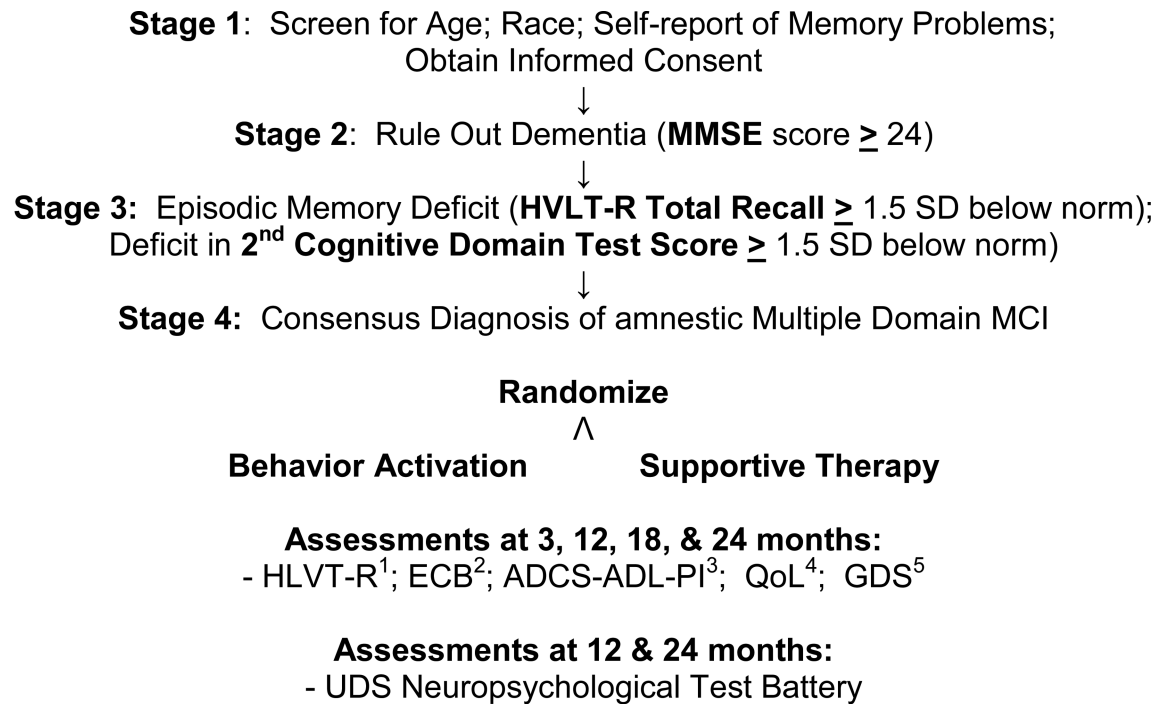 Stage 1: Screen for Age; Race; Self-report of Memory Problems;
Obtain Informed Consent
↓
Stage 2: Rule Out Dementia (MMSE score ≥ 24)
↓
Stage 3: Episodic Memory Deficit (HVLT-R Total Recall ≥ 1.5 SD below norm);
Deficit in 2nd Cognitive Domain Test Score ≥ 1.5 SD below norm)
↓
Stage 4: Consensus Diagnosis of amnestic Multiple Domain MCI
Randomize
Λ
Behavior Activation Supportive Therapy
Assessments at 3, 12, 18, & 24 months:
- HLVT-R¹; ECB²; ADCS-ADL-PI³; QoL⁴; GDS⁵
Assessments at 12 & 24 months:
- UDS Neuropsychological Test Battery